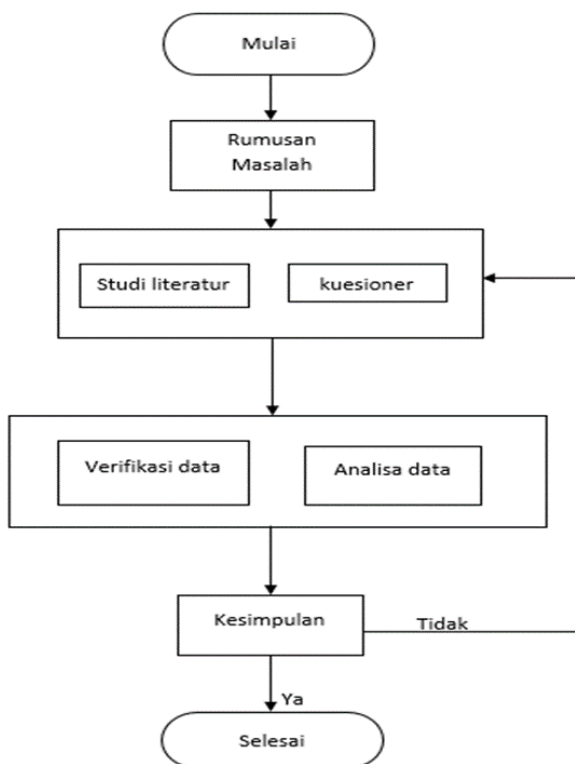 Mulai
Rumusan
Masalah
Studi literatur
kuesioner
Verifikasi data
Analisa data
Kesimpulan
Tidak
Ya
Selesai